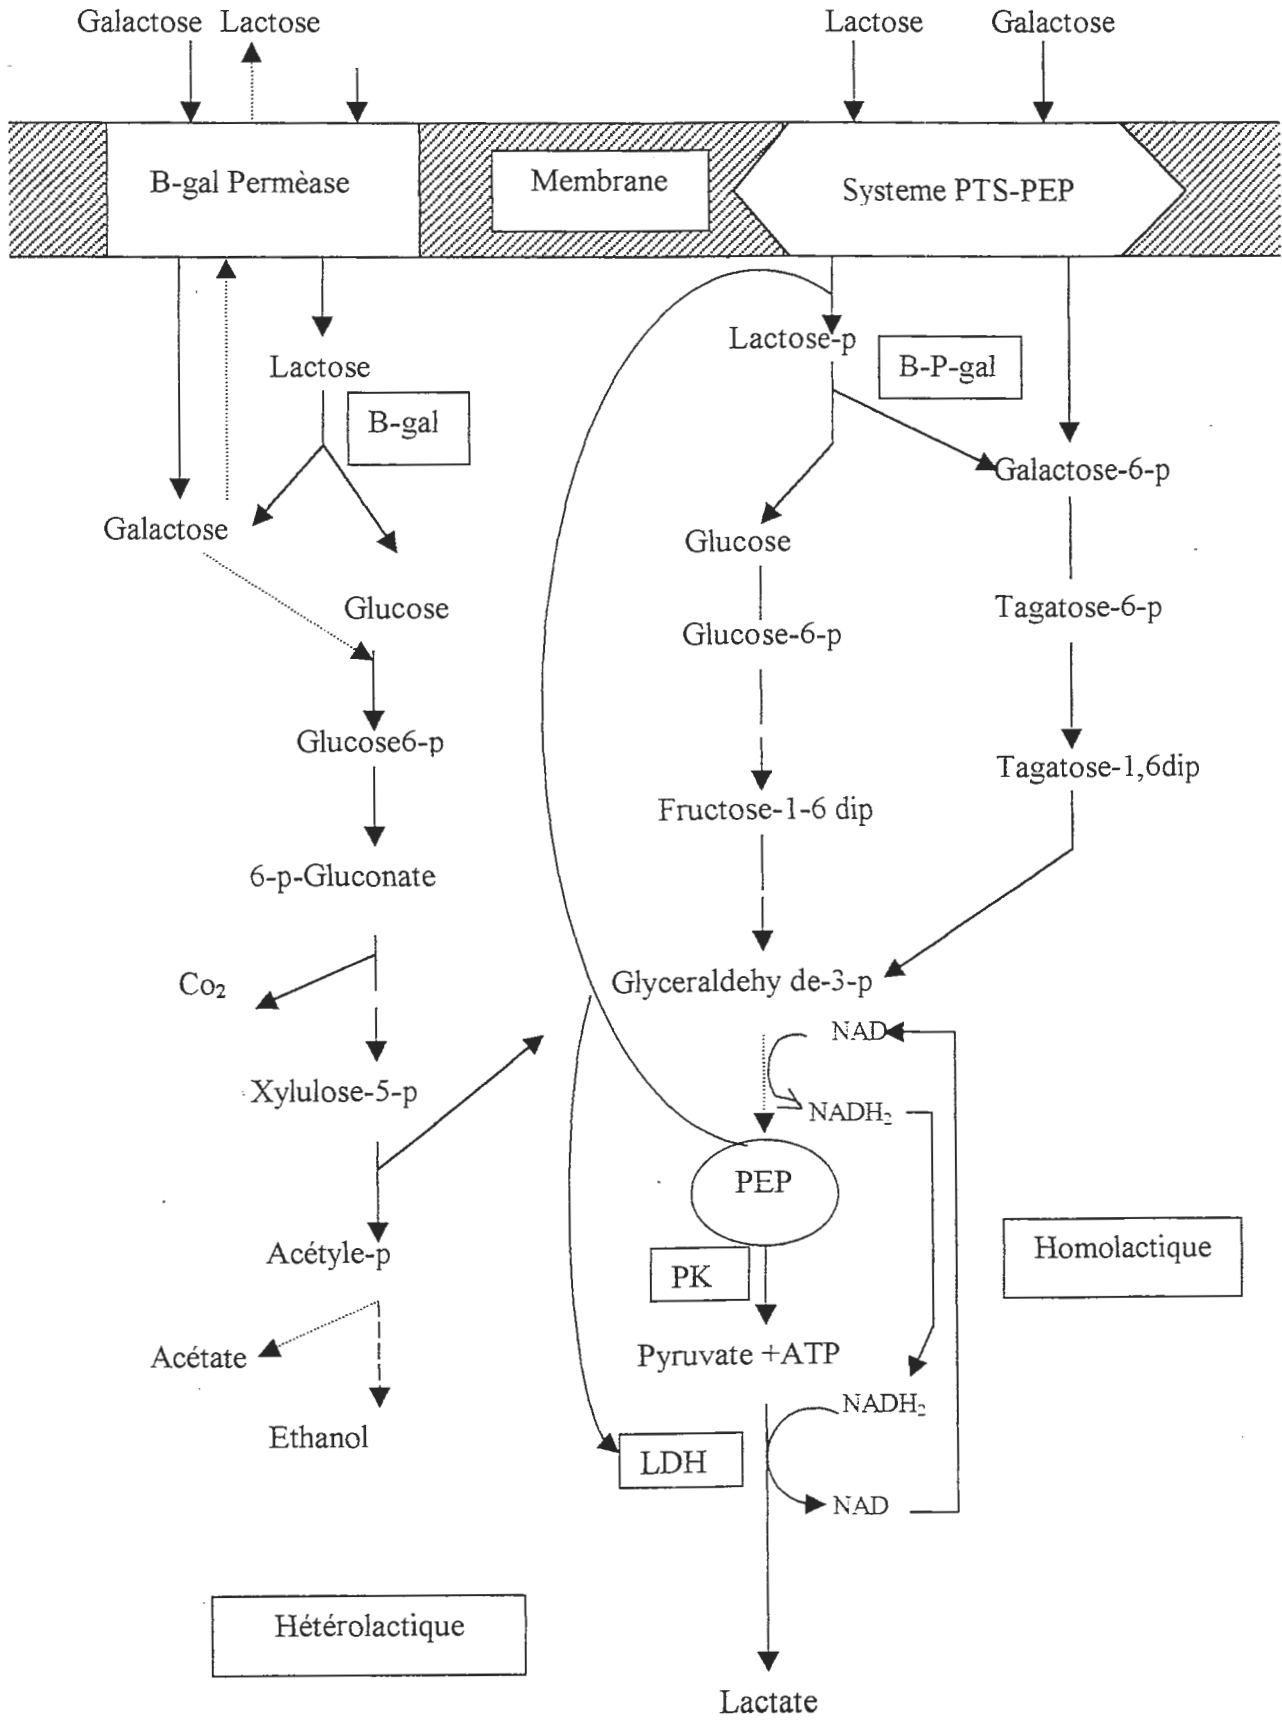 Galactose Lactose
Lactose Galactose
B-gal Permèase
Membrane
Systeme PTS-PEP
Lactose
B-gal
Galactose
Glucose
Glucose6-p
6-p-Gluconate
Co₂
Xylulose-5-p
Acétyle-p
Acétate
Ethanol
Hétérolactique
Lactose-p
B-P-gal
Galactose-6-p
Glucose
Tagatose-6-p
Glucose-6-p
Tagatose-1,6dip
Fructose-1-6 dip
Glyceraldehy de-3-p
NAD
NADH₂
PEP
PK
Homolactique
Pyruvate +ATP
NADH₂
LDH
NAD
Lactate